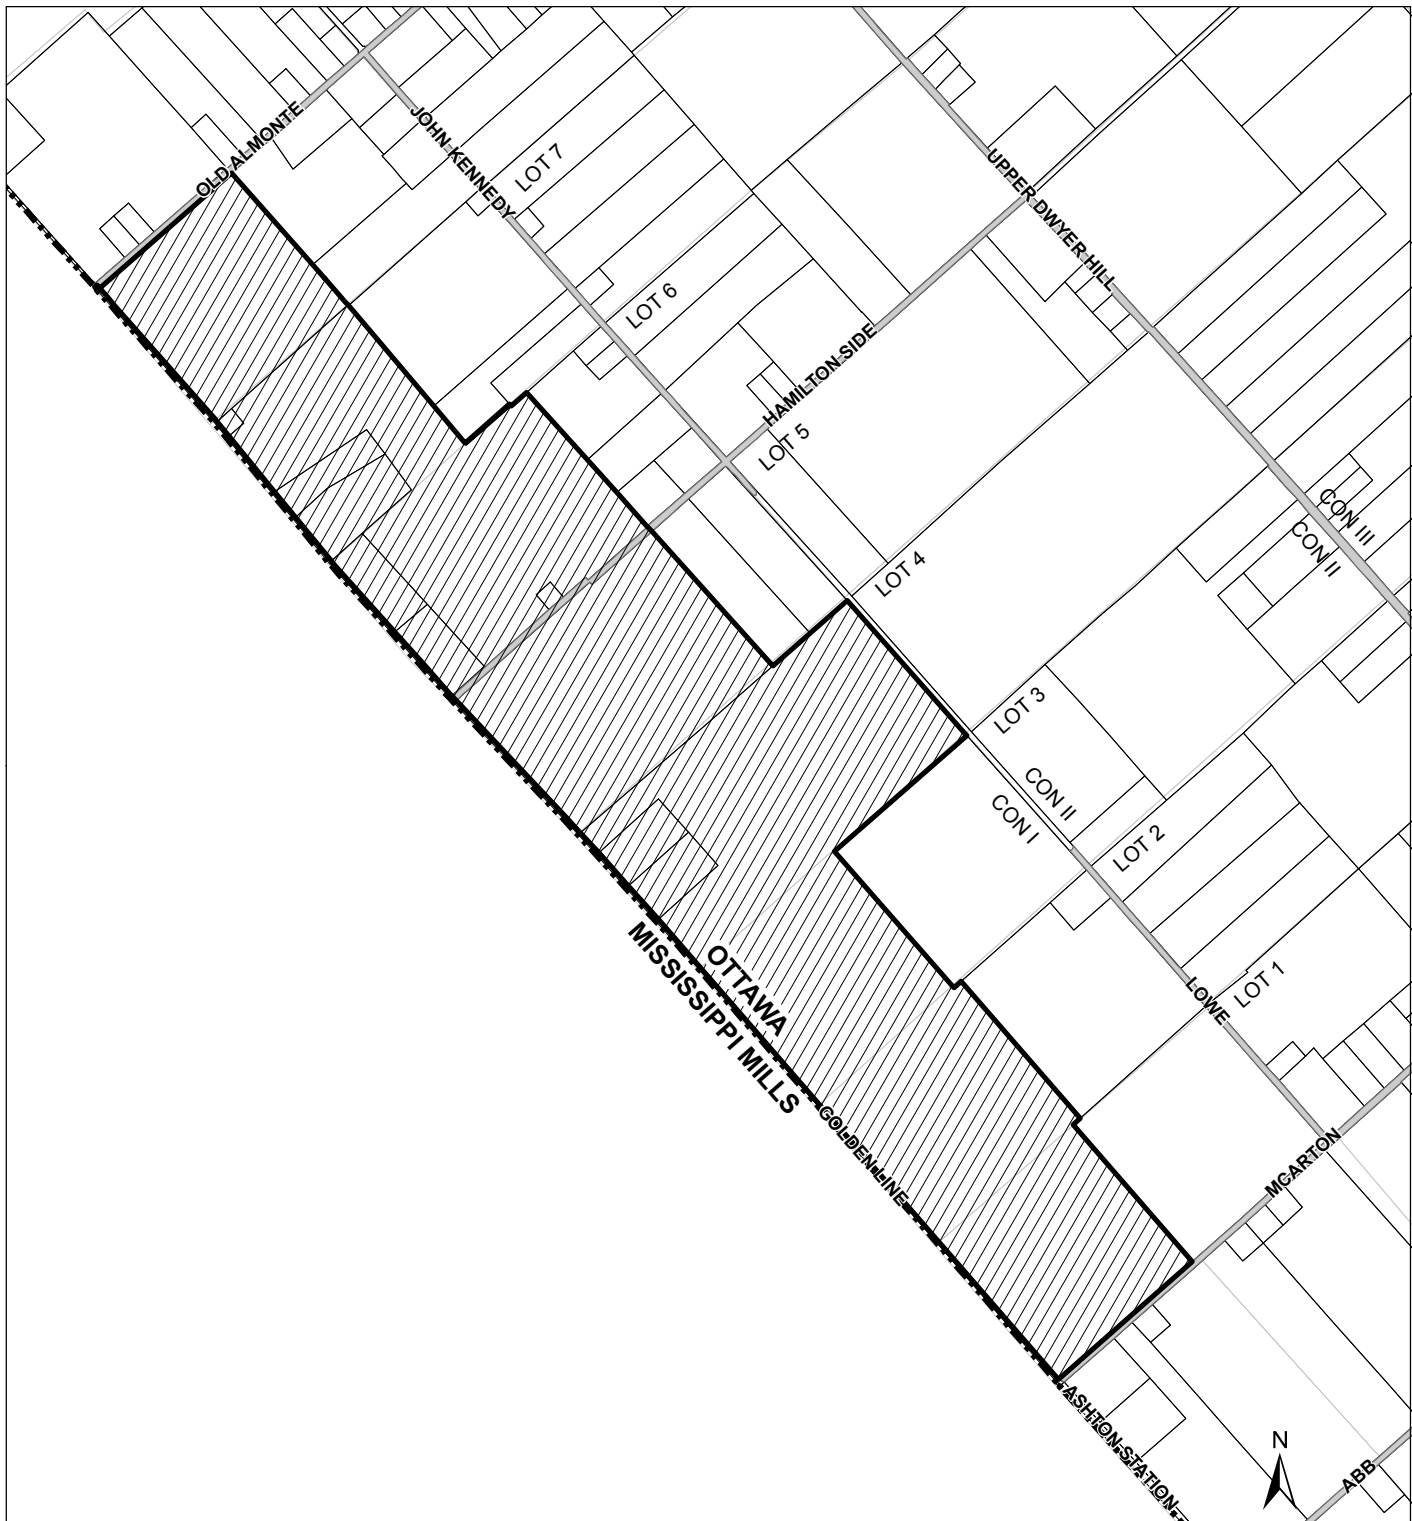 OLD ALMONTE
JOHN KENNEDY
LOT 7
UPPER DWYER HILL
LOT 6
HAMILTON SIDE
LOT 5
CON III
CON II
LOT 4
LOT 3
CON II
CON I
LOT 2
OTTAWA
MISSISSIPPI MILLS
LOWE
LOT 1
GOLDEN LINE
MCARTON
ASHTON STATION
N
ABB